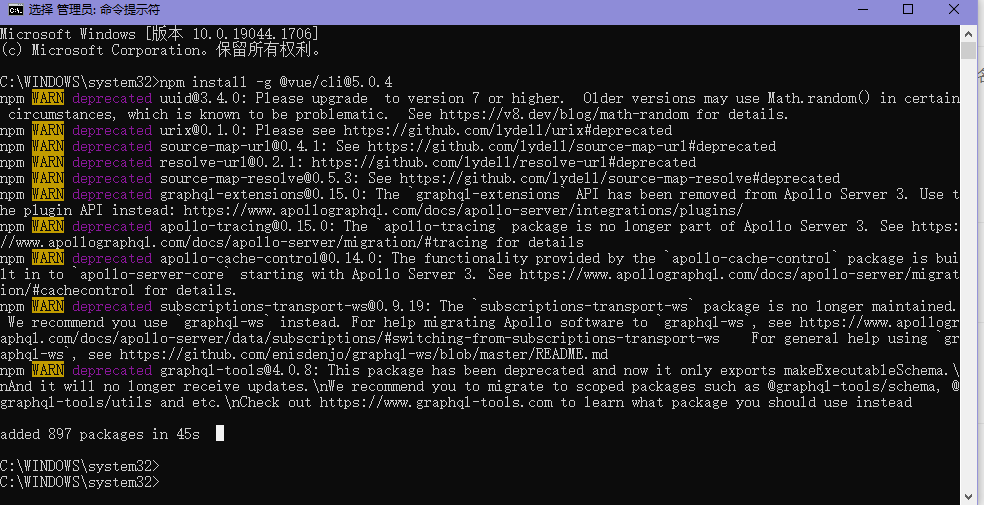 选择 管理员: 命令提示符
Microsoft Windows [版本 10.0.19044.1706]
(c) Microsoft Corporation。保留所有权利。
C:\WINDOWS\system32>npm install -g @vue/cli@5.0.4
npm WARN deprecated uuid@3.4.0: Please upgrade  to version 7 or higher.  Older versions may use Math.random() in certain
 circumstances, which is known to be problematic.  See https://v8.dev/blog/math-random for details.
npm WARN deprecated urix@0.1.0: Please see https://github.com/lydell/urix#deprecated
npm WARN deprecated source-map-url@0.4.1: See https://github.com/lydell/source-map-url#deprecated
npm WARN deprecated resolve-url@0.2.1: https://github.com/lydell/resolve-url#deprecated
npm WARN deprecated source-map-resolve@0.5.3: See https://github.com/lydell/source-map-resolve#deprecated
npm WARN deprecated graphql-extensions@0.15.0: The `graphql-extensions` API has been removed from Apollo Server 3. Use t
he plugin API instead: https://www.apollographql.com/docs/apollo-server/integrations/plugins/
npm WARN deprecated apollo-tracing@0.15.0: The `apollo-tracing` package is no longer part of Apollo Server 3. See https:
//www.apollographql.com/docs/apollo-server/migration/#tracing for details
npm WARN deprecated apollo-cache-control@0.14.0: The functionality provided by the `apollo-cache-control` package is bui
lt in to `apollo-server-core` starting with Apollo Server 3. See https://www.apollographql.com/docs/apollo-server/migrat
ion/#cachecontrol for details.
npm WARN deprecated subscriptions-transport-ws@0.9.19: The `subscriptions-transport-ws` package is no longer maintained.
 We recommend you use `graphql-ws` instead. For help migrating Apollo software to `graphql-ws`, see https://www.apollogr
aphql.com/docs/apollo-server/data/subscriptions/#switching-from-subscriptions-transport-ws    For general help using `gr
aphql-ws`, see https://github.com/enisdenjo/graphql-ws/blob/master/README.md
npm WARN deprecated graphql-tools@4.0.8: This package has been deprecated and now it only exports makeExecutableSchema.\
nAnd it will no longer receive updates.\nWe recommend you to migrate to scoped packages such as @graphql-tools/schema, @
graphql-tools/utils and etc.\nCheck out https://www.graphql-tools.com to learn what package you should use instead
added 897 packages in 45s
C:\WINDOWS\system32>
C:\WINDOWS\system32>